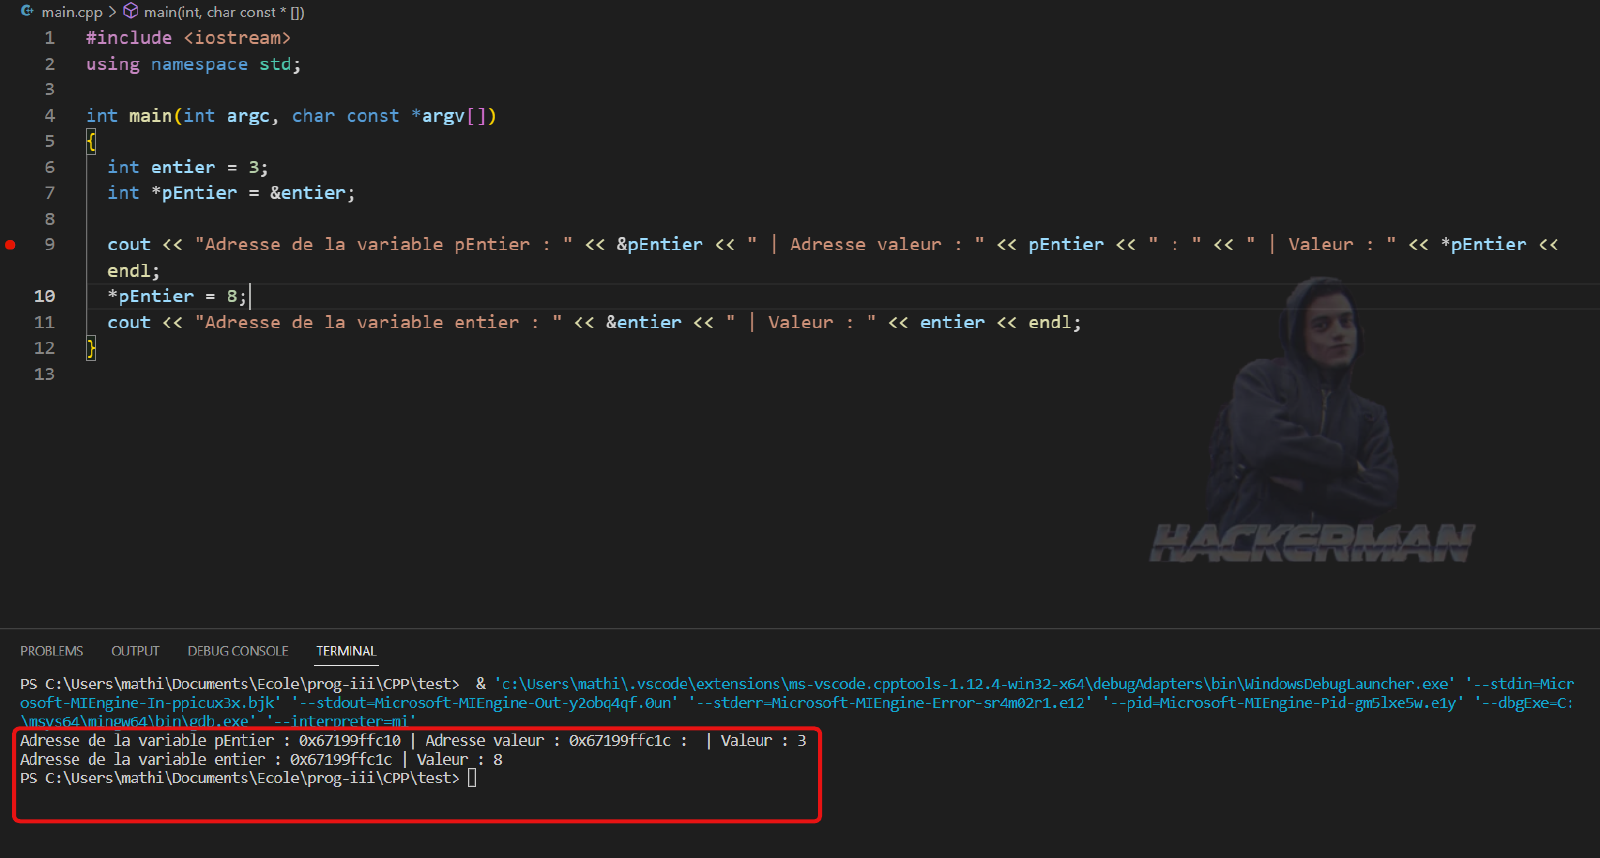 main.cpp > main(int, char const * [])
1 #include <iostream>
2 using namespace std;
3
4 int main(int argc, char const *argv[])
5 {
6 int entier = 3;
7 int *pEntier = &entier;
8
9 cout << "Adresse de la variable pEntier : " << &pEntier << " | Adresse valeur : " << pEntier << " : " << " | Valeur : " << *pEntier <<
endl;
10 *pEntier = 8;
11 cout << "Adresse de la variable entier : " << &entier << " | Valeur : " << entier << endl;
12 }
13
HACKERMAN
PROBLEMS OUTPUT DEBUG CONSOLE TERMINAL
PS C:\Users\mathi\Documents\Ecole\prog-iii\CPP\test> & 'c:\Users\mathi\.vscode\extensions\ms-vscode.cpptools-1.12.4-win32-x64\debugAdapters\bin\WindowsDebugLauncher.exe' '--stdin=Micr
osoft-MIEngine-In-ppicux3x.bjk' '--stdout=Microsoft-MIEngine-Out-y2obq4qf.0un' '--stderr=Microsoft-MIEngine-Error-sr4m02r1.e12' '--pid=Microsoft-MIEngine-Pid-gm5lxe5w.e1y' '--dbgExe=C:
\msys64\mingw64\bin\gdb.exe' '--interpreter=mi'
Adresse de la variable pEntier : 0x67199ffc10 | Adresse valeur : 0x67199ffc1c :  | Valeur : 3
Adresse de la variable entier : 0x67199ffc1c | Valeur : 8
PS C:\Users\mathi\Documents\Ecole\prog-iii\CPP\test>